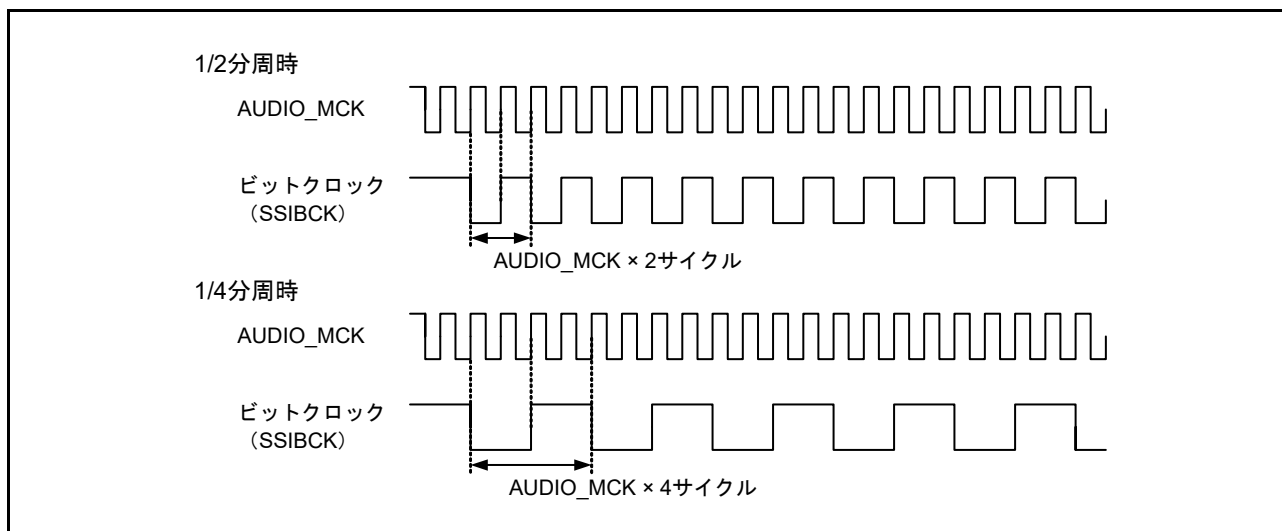 1/2分周時
AUDIO_MCK
ビットクロック
（SSIBCK）
AUDIO_MCK × 2サイクル
1/4分周時
AUDIO_MCK
ビットクロック
（SSIBCK）
AUDIO_MCK × 4サイクル